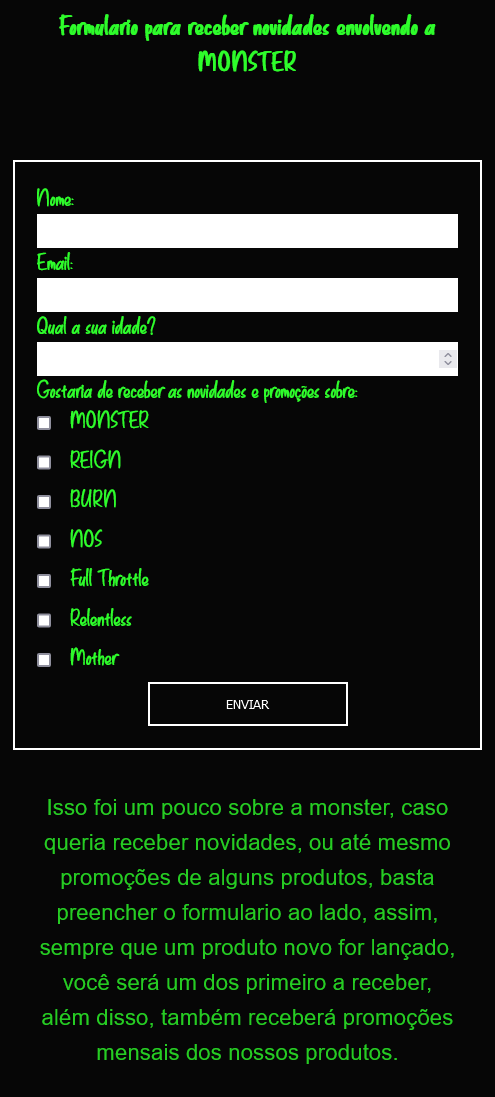 Formulario para receber novidades envolvendo a
MONSTER
Nome:
Email:
Qual a sua idade?
Gostaria de receber as novidades e promoções sobre:
MONSTER
REIGN
BURN
NOS
Full Throttle
Relentless
Mother
ENVIAR
Isso foi um pouco sobre a monster, caso
queria receber novidades, ou até mesmo
promoções de alguns produtos, basta
preencher o formulario ao lado, assim,
sempre que um produto novo for lançado,
você será um dos primeiro a receber,
além disso, também receberá promoções
mensais dos nossos produtos.